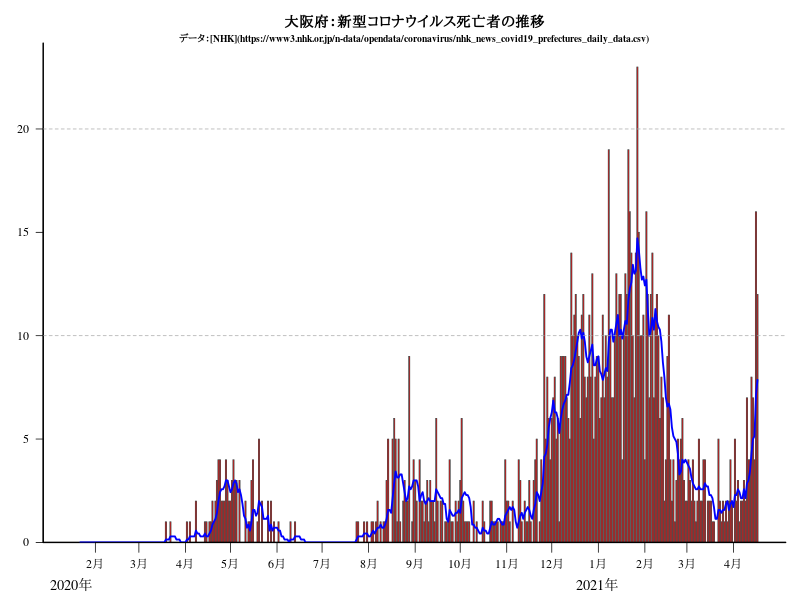 大阪府：新型コロナウイルス死亡者の推移
データ：[NHK](https://www3.nhk.or.jp/n-data/opendata/coronavirus/nhk_news_covid19_prefectures_daily_data.csv)
20
15
10
5
0
2月 3月 4月 5月 6月 7月 8月 9月 10月 11月 12月 1月 2月 3月 4月
2020年 2021年